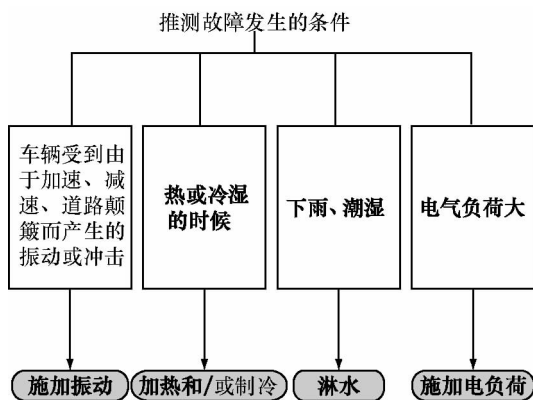 推测故障发生的条件
车辆受到由
于加速、减
速、道路颠
簸而产生的
振动或冲击
热或冷湿
的时候
下雨、潮湿
电气负荷大
施加振动
加热和/或制冷
淋水
施加电负荷